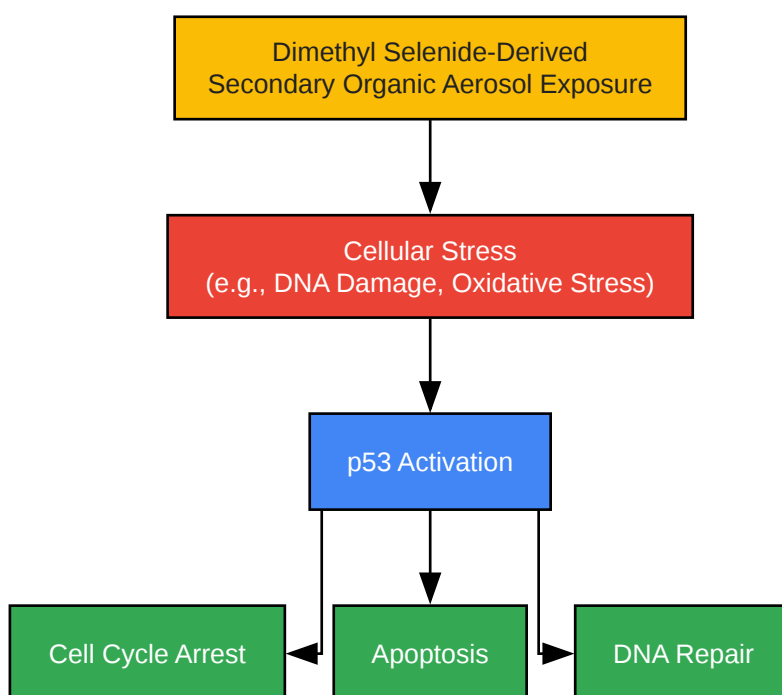 Dimethyl Selenide-Derived
Secondary Organic Aerosol Exposure
Cellular Stress
(e.g., DNA Damage, Oxidative Stress)
p53 Activation
Cell Cycle Arrest
Apoptosis
DNA Repair